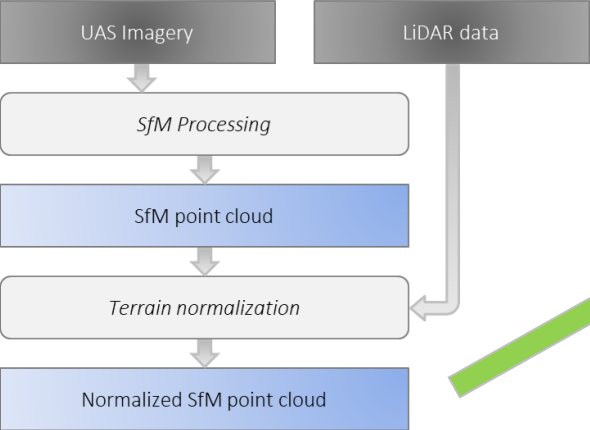 UAS Imagery
LiDAR data
SfM Processing
SfM point cloud
Terrain normalization
Normalized SfM point cloud